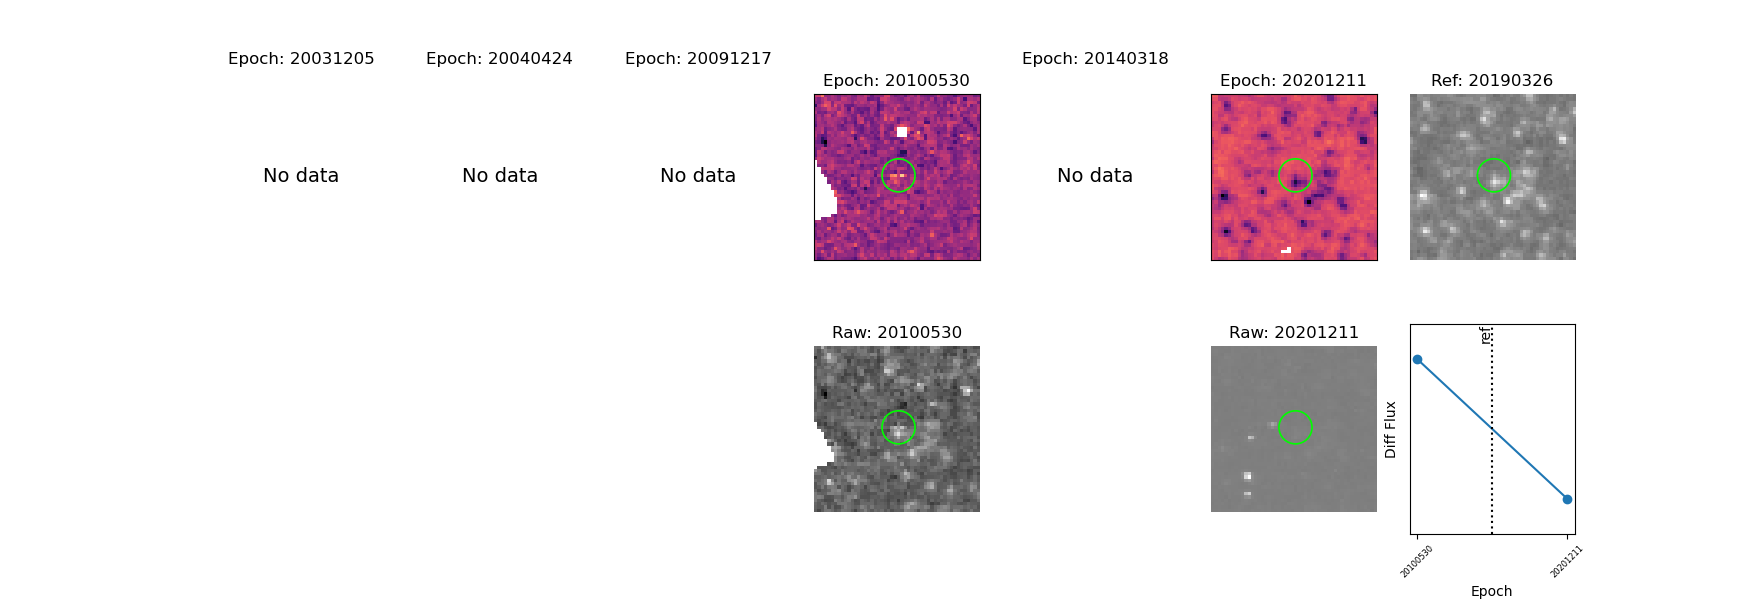 Epoch: 20031205
Epoch: 20040424
Epoch: 20091217
Epoch: 20100530
Epoch: 20140318
Epoch: 20201211
Ref: 20190326
No data
No data
No data
No data
Raw: 20100530
Raw: 20201211
ref
Diff Flux
20100530
20201211
Epoch